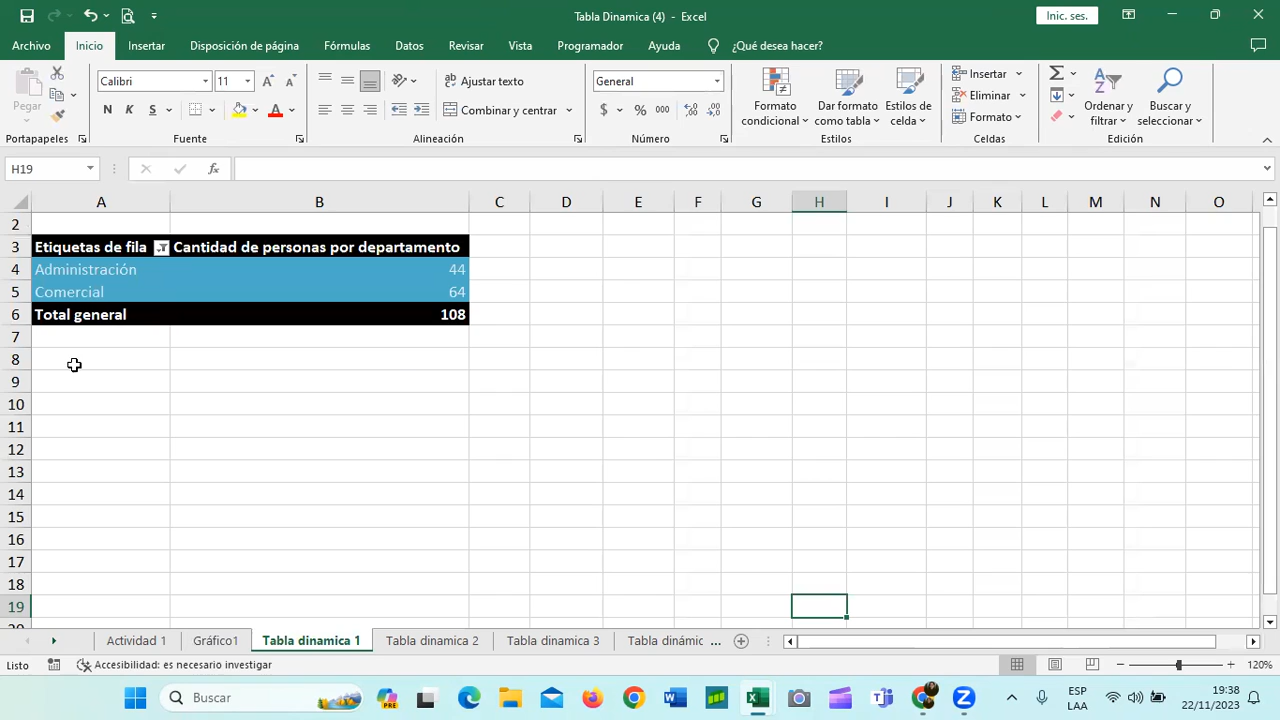 Tabla Dinamica (4) - Excel
Inic. ses.
Archivo Inicio Insertar Disposición de página Fórmulas Datos Revisar Vista Programador Ayuda ¿Qué desea hacer?
Pegar
Calibri 11
N K S
Ajustar texto
Combinar y centrar
General
$ % 000
Formato condicional
Dar formato como tabla
Estilos de celda
Insertar
Eliminar
Formato
Ordenar y filtrar
Buscar y seleccionar
Portapapeles Fuente Alineación Número Estilos Celdas Edición
H19 fx
A B C D E F G H I J K L M N O
2
3 Etiquetas de fila Cantidad de personas por departamento
4 Administración 44
5 Comercial 64
6 Total general 108
7
8
9
10
11
12
13
14
15
16
17
18
19
Actividad 1 Gráfico1 Tabla dinamica 1 Tabla dinamica 2 Tabla dinamica 3 Tabla dinámic ...
Listo Accesibilidad: es necesario investigar 120%
Buscar
ESP
LAA
19:38
22/11/2023